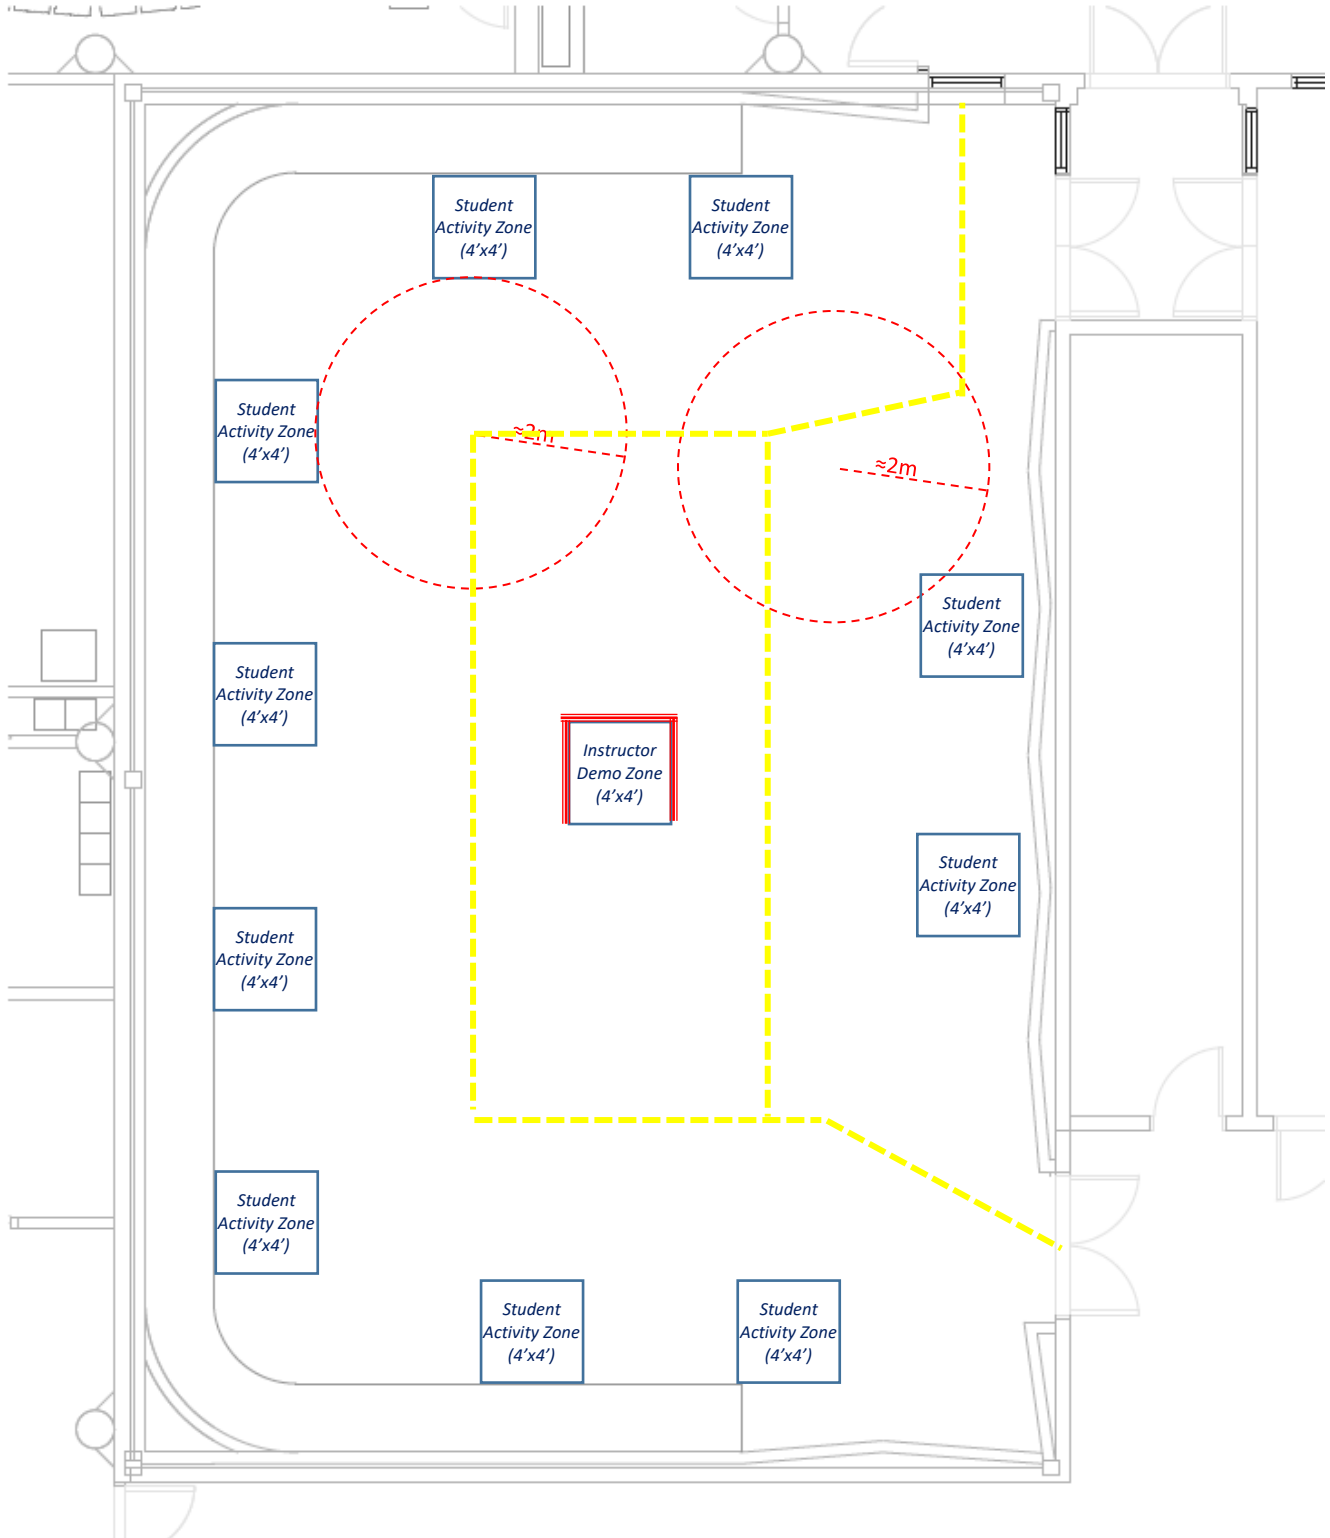 Student
Activity Zone
(4’x4’)
Student
Activity Zone
(4’x4’)
Student
Activity Zone
(4’x4’)
≈2m
≈2m
Student
Activity Zone
(4’x4’)
Student
Activity Zone
(4’x4’)
Instructor
Demo Zone
(4’x4’)
Student
Activity Zone
(4’x4’)
Student
Activity Zone
(4’x4’)
Student
Activity Zone
(4’x4’)
Student
Activity Zone
(4’x4’)
Student
Activity Zone
(4’x4’)